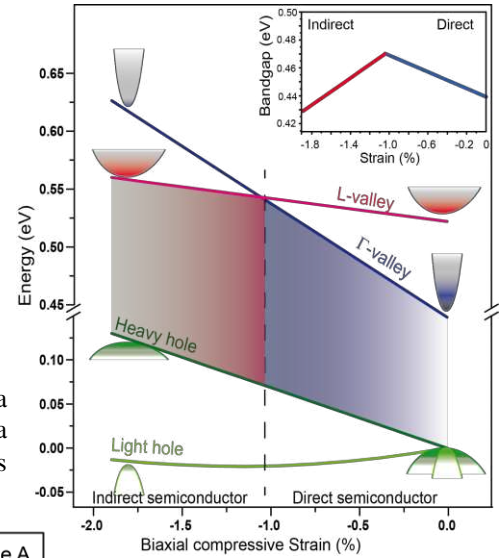 Bandgap (eV)
0.50
0.48
0.46
0.44
0.42
Indirect
Direct
-1.8
-1.4
-1.0
-0.6
-0.2
0
Strain (%)
Energy (eV)
0.65
0.60
0.55
0.50
0.45
0.10
0.05
0.00
-0.05
L-valley
Γ-valley
Heavy hole
Light hole
Indirect semiconductor
Direct semiconductor
-2.0
-1.5
-1.0
-0.5
0.0
Biaxial compressive Strain (%)
a
a
s
e A